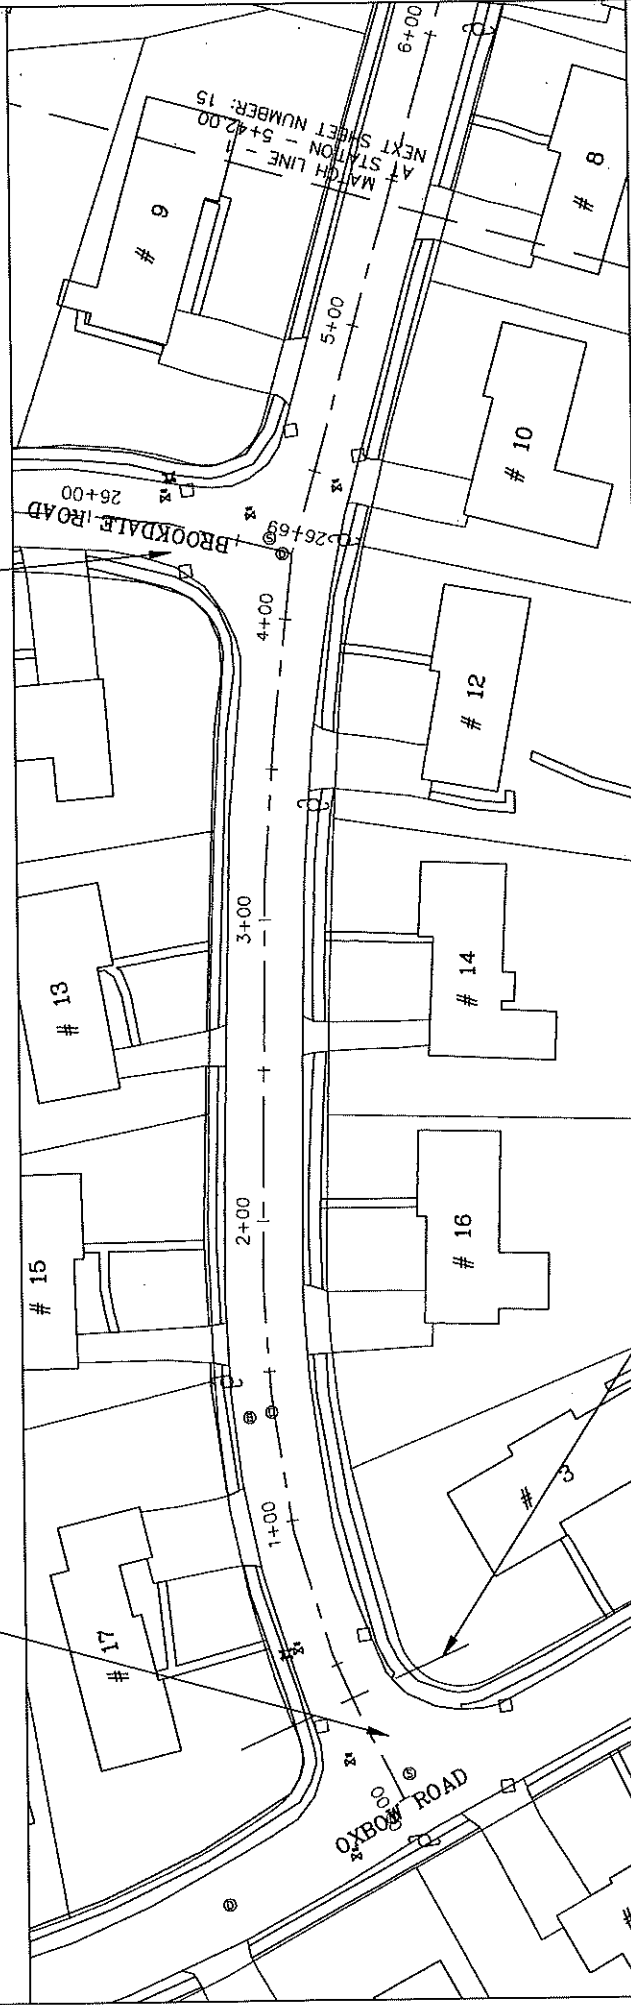 6+00
MATCH LINE - 1
AT STATION - 5+42.00
NEXT SHEET NUMBER: 15
# 9
# 8
5+00
# 10
26+00
BROOKDALE ROAD
26+69
S
D
4+00
# 12
3+00
# 13
# 14
2+00
# 15
# 16
D
1+00
# 3
# 17
S
OXBOW ROAD
D
#